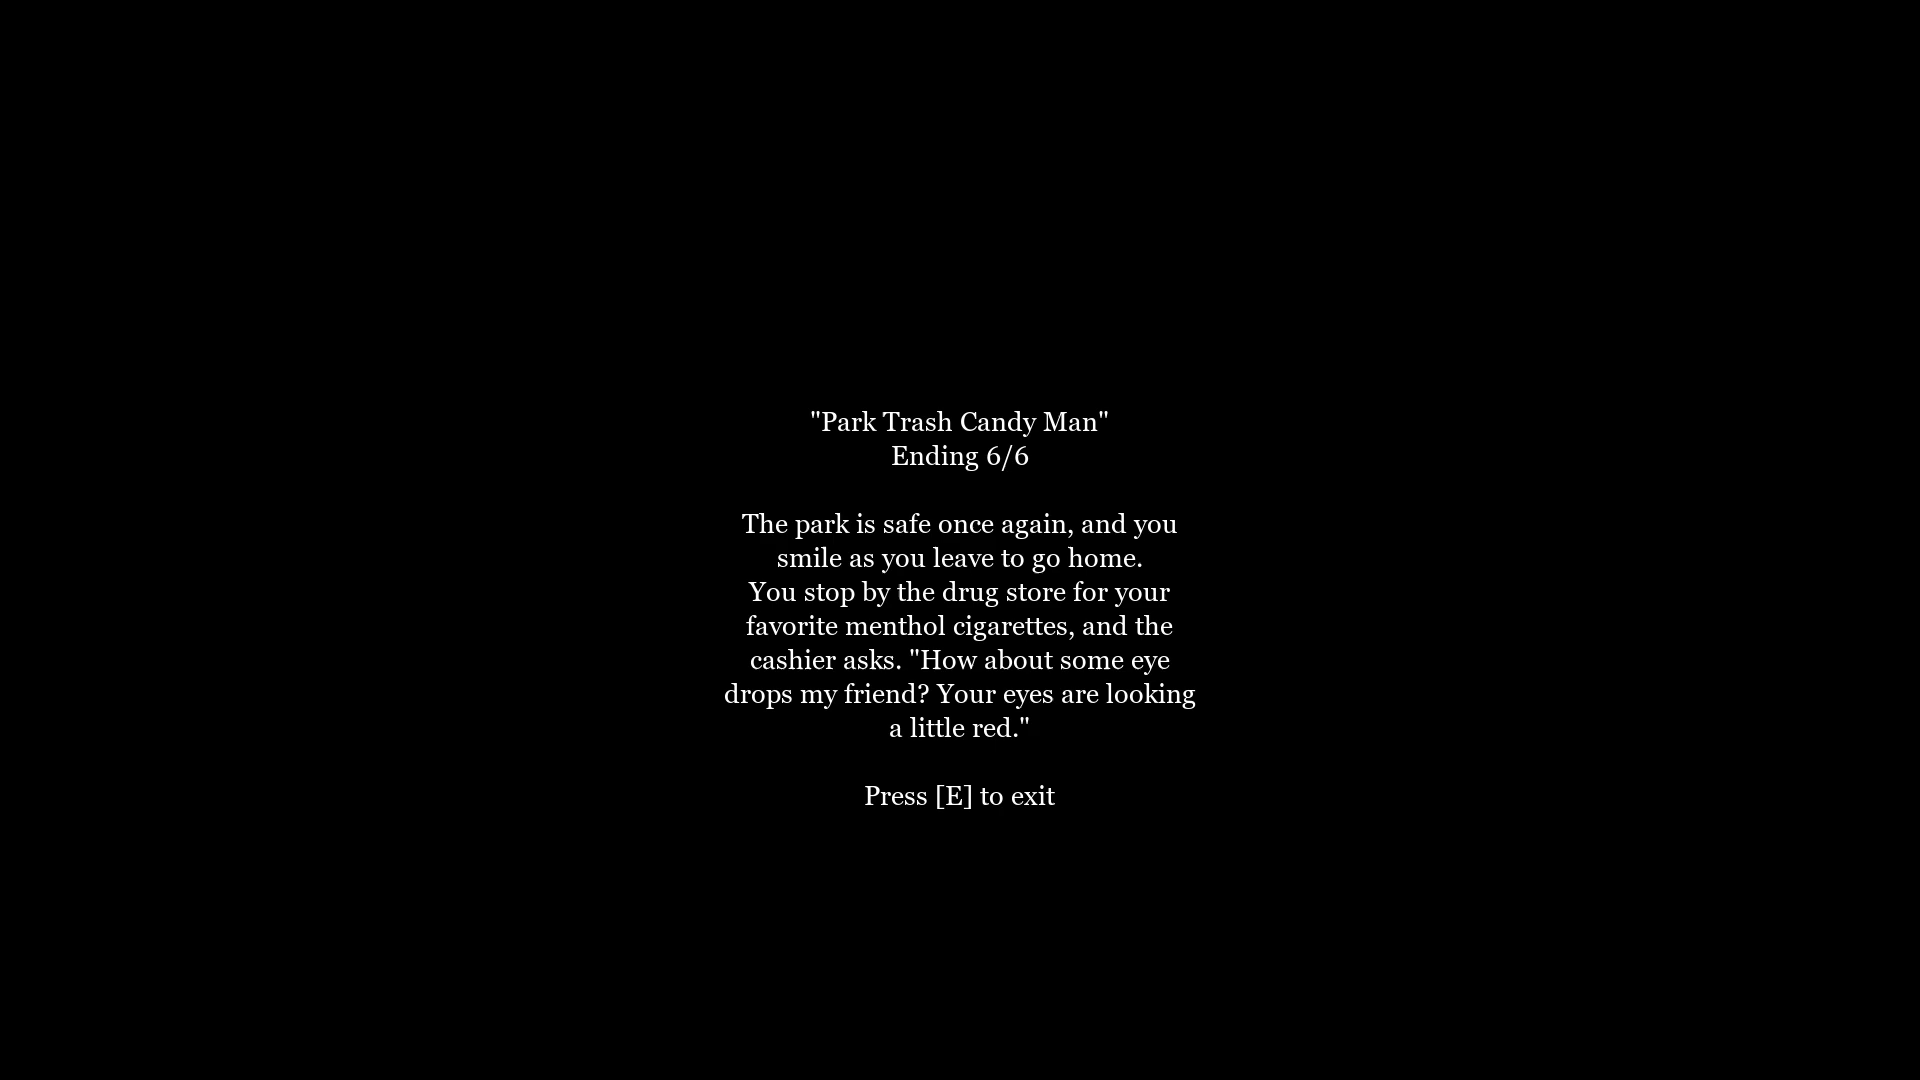 "Park Trash Candy Man"
Ending 6/6
The park is safe once again, and you
smile as you leave to go home.
You stop by the drug store for your
favorite menthol cigarettes, and the
cashier asks. "How about some eye
drops my friend? Your eyes are looking
a little red."
Press [E] to exit